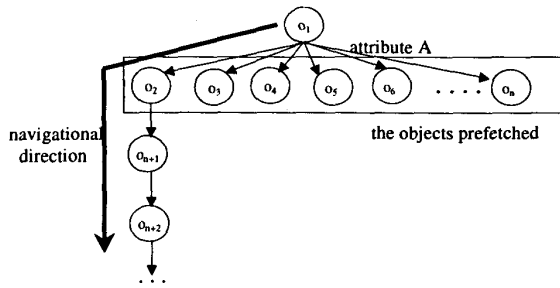 o1
attribute A
o2 o3 o4 o5 o6 . . . . on
navigational
direction
the objects prefetched
on+1
on+2
. . .